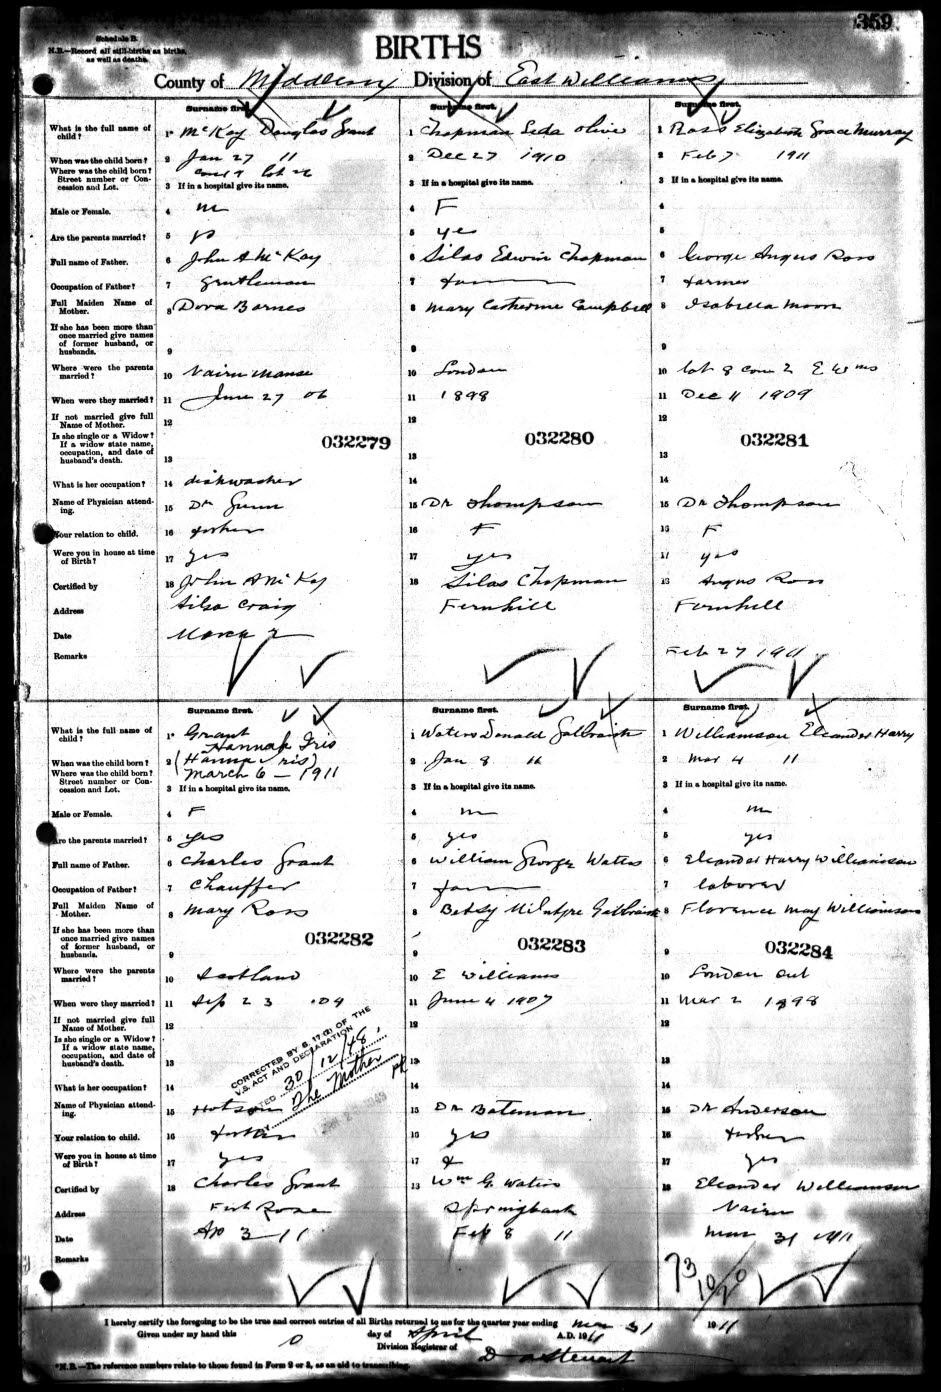 359
Schedule B.
N.B.—Record all still-births as births, as well as deaths.
BIRTHS
County of Middlesex Division of East Williams
Surname first.
What is the full name of child? 1 McKay Douglas Grant
When was the child born? 2 Jan 27 11
Where was the child born? Street number or Concession and Lot. 3 If in a hospital give its name.
Male or Female. 4 m
Are the parents married? 5
Full name of Father. 6 John A McKay
Occupation of Father? 7 Gentleman
Full Maiden Name of Mother. 8 Dora Barnes
If she has been more than once married give names of former husband, or husbands. 9
Where were the parents married? 10 Nairn Manse
When were they married? 11 June 27 06
If not married give full Name of Mother. 12
Is she single or a Widow? If a widow state name, occupation, and date of husband's death. 13
032279
What is her occupation? 14 dishwasher
Name of Physician attending. 15 Dr Gunn
Your relation to child. 16 father
Were you in house at time of Birth? 17 yes
Certified by 18 John A McKay
Address Ailsa Craig
Date March 2
Remarks
Surname first.
1 Chapman Leda Olive
2 Dec 27 1910
3 If in a hospital give its name.
4 F
5 yes
6 Silas Edwin Chapman
7
8 Mary Catherine Campbell
9
10 London
11 1898
12
032280
13
14
15 Dr Thompson
16 F
17 yes
18 Silas Chapman
Fernhill
Surname first.
1 Ross Elizabeth Grace Murray
2 Feb 7 1911
3 If in a hospital give its name.
4
5
6 George Angus Ross
7 farmer
8 Isabella Moon
9
10 lot 8 con 2 E Wms
11 Dec 11 1909
12
032281
13
14
15 Dr Thompson
16 F
17 yes
18 Angus Ross
Fernhill
Feb 27 1911
Surname first.
What is the full name of child? 1 Grant
Hannah Iris
When was the child born? 2 (Hanna Iris)
March 6 — 1911
Where was the child born? Street number or Concession and Lot. 3 If in a hospital give its name.
Male or Female. 4 F
Are the parents married? 5 yes
Full name of Father. 6 Charles Grant
Occupation of Father? 7 Chauffer
Full Maiden Name of Mother. 8 Mary Ross
If she has been more than once married give names of former husband, or husbands. 9
032282
Where were the parents married? 10 Scotland
When were they married? 11 Sep 23 09
If not married give full Name of Mother. 12
Is she single or a Widow? If a widow state name, occupation, and date of husband's death. 13
CORRECTED BY S. 17 (2) OF THE
V.S. ACT AND DECLARATION
30/12/48
The Mother
What is her occupation? 14
Name of Physician attending. 15
Your relation to child. 16 father
Were you in house at time of Birth? 17 yes
Certified by 18 Charles Grant
Address
Date Ap 3 11
Remarks
Surname first.
1 Waters Donald Galbraith
2 Jan 8 11
3 If in a hospital give its name.
4 m
5 yes
6 William George Waters
7
8 Betsy McIntyre Galbraith
032283
9
10 E Williams
11 June 4 1907
12
13
14
15 Dr Bateman
16 yes
17
18 Wm G. Waters
Springbank
Feb 8 11
Surname first.
1 Williamson Eleander Harry
2 Mar 4 11
3 If in a hospital give its name.
4 m
5 yes
6 Eleander Harry Williamson
7 laborer
8 Florence May Williamson
032284
9
10 London Ont
11 Mar 2 1898
12
13
14
15 Dr Anderson
16 father
17 yes
18 Eleander Williamson
Nairn
Mar 31 1911
73
10/20
I hereby certify the foregoing to be the true and correct entries of all Births returned to me for the quarter year ending Mar 31 1911
Given under my hand this day of April A.D. 1911
Division Registrar of
D A Stewart
*N.B.—The reference numbers relate to those found in Form 2 or 3, as an aid to transcribing.